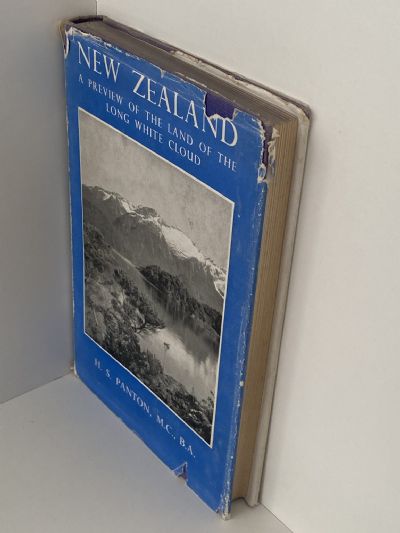 NEW ZEALAND
A PREVIEW OF THE LAND OF THE
LONG WHITE CLOUD
H. S. PANTON, M.C., B.A.